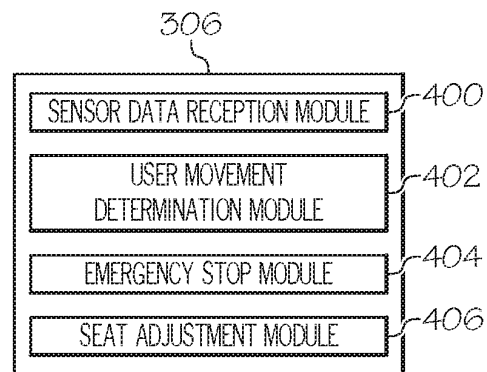 306
SENSOR DATA RECEPTION MODULE
400
USER MOVEMENT
DETERMINATION MODULE
402
EMERGENCY STOP MODULE
404
SEAT ADJUSTMENT MODULE
406